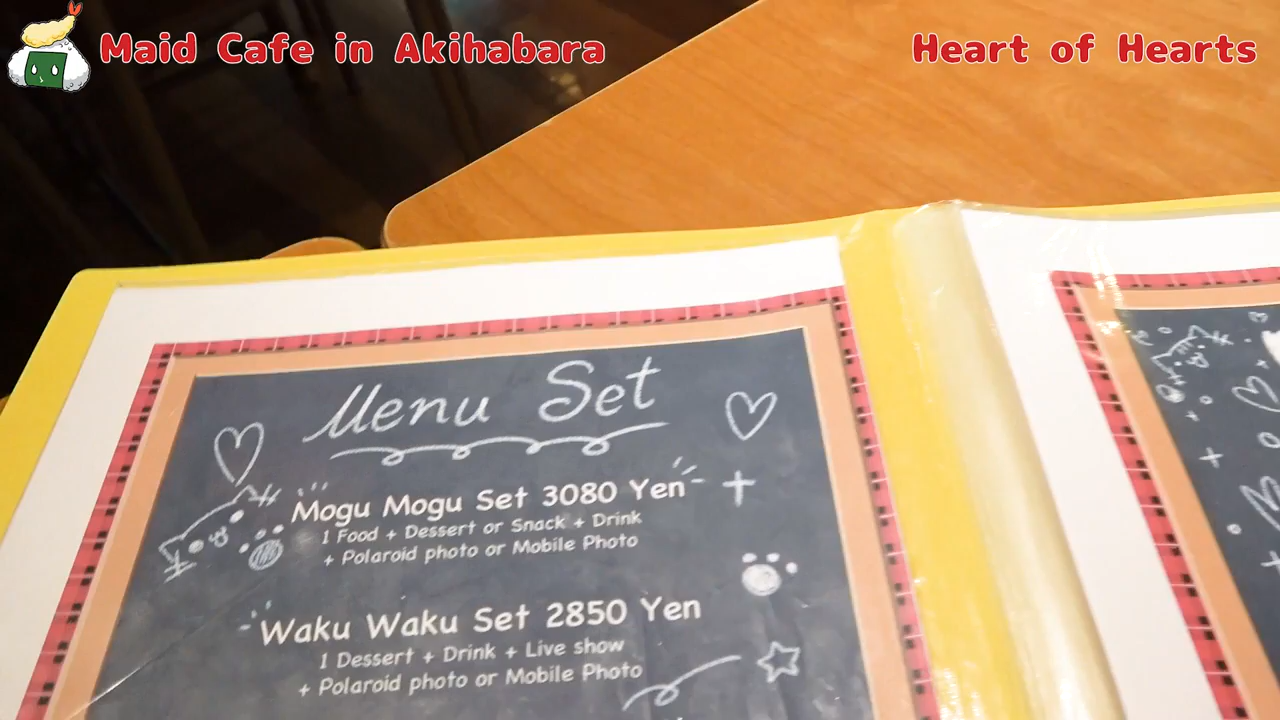 Maid Cafe in Akihabara
Heart of Hearts
Menu Set
Mogu Mogu Set 3080 Yen
1 Food + Dessert or Snack + Drink
+ Polaroid photo or Mobile Photo
Waku Waku Set 2850 Yen
1 Dessert + Drink + Live show
+ Polaroid photo or Mobile Photo